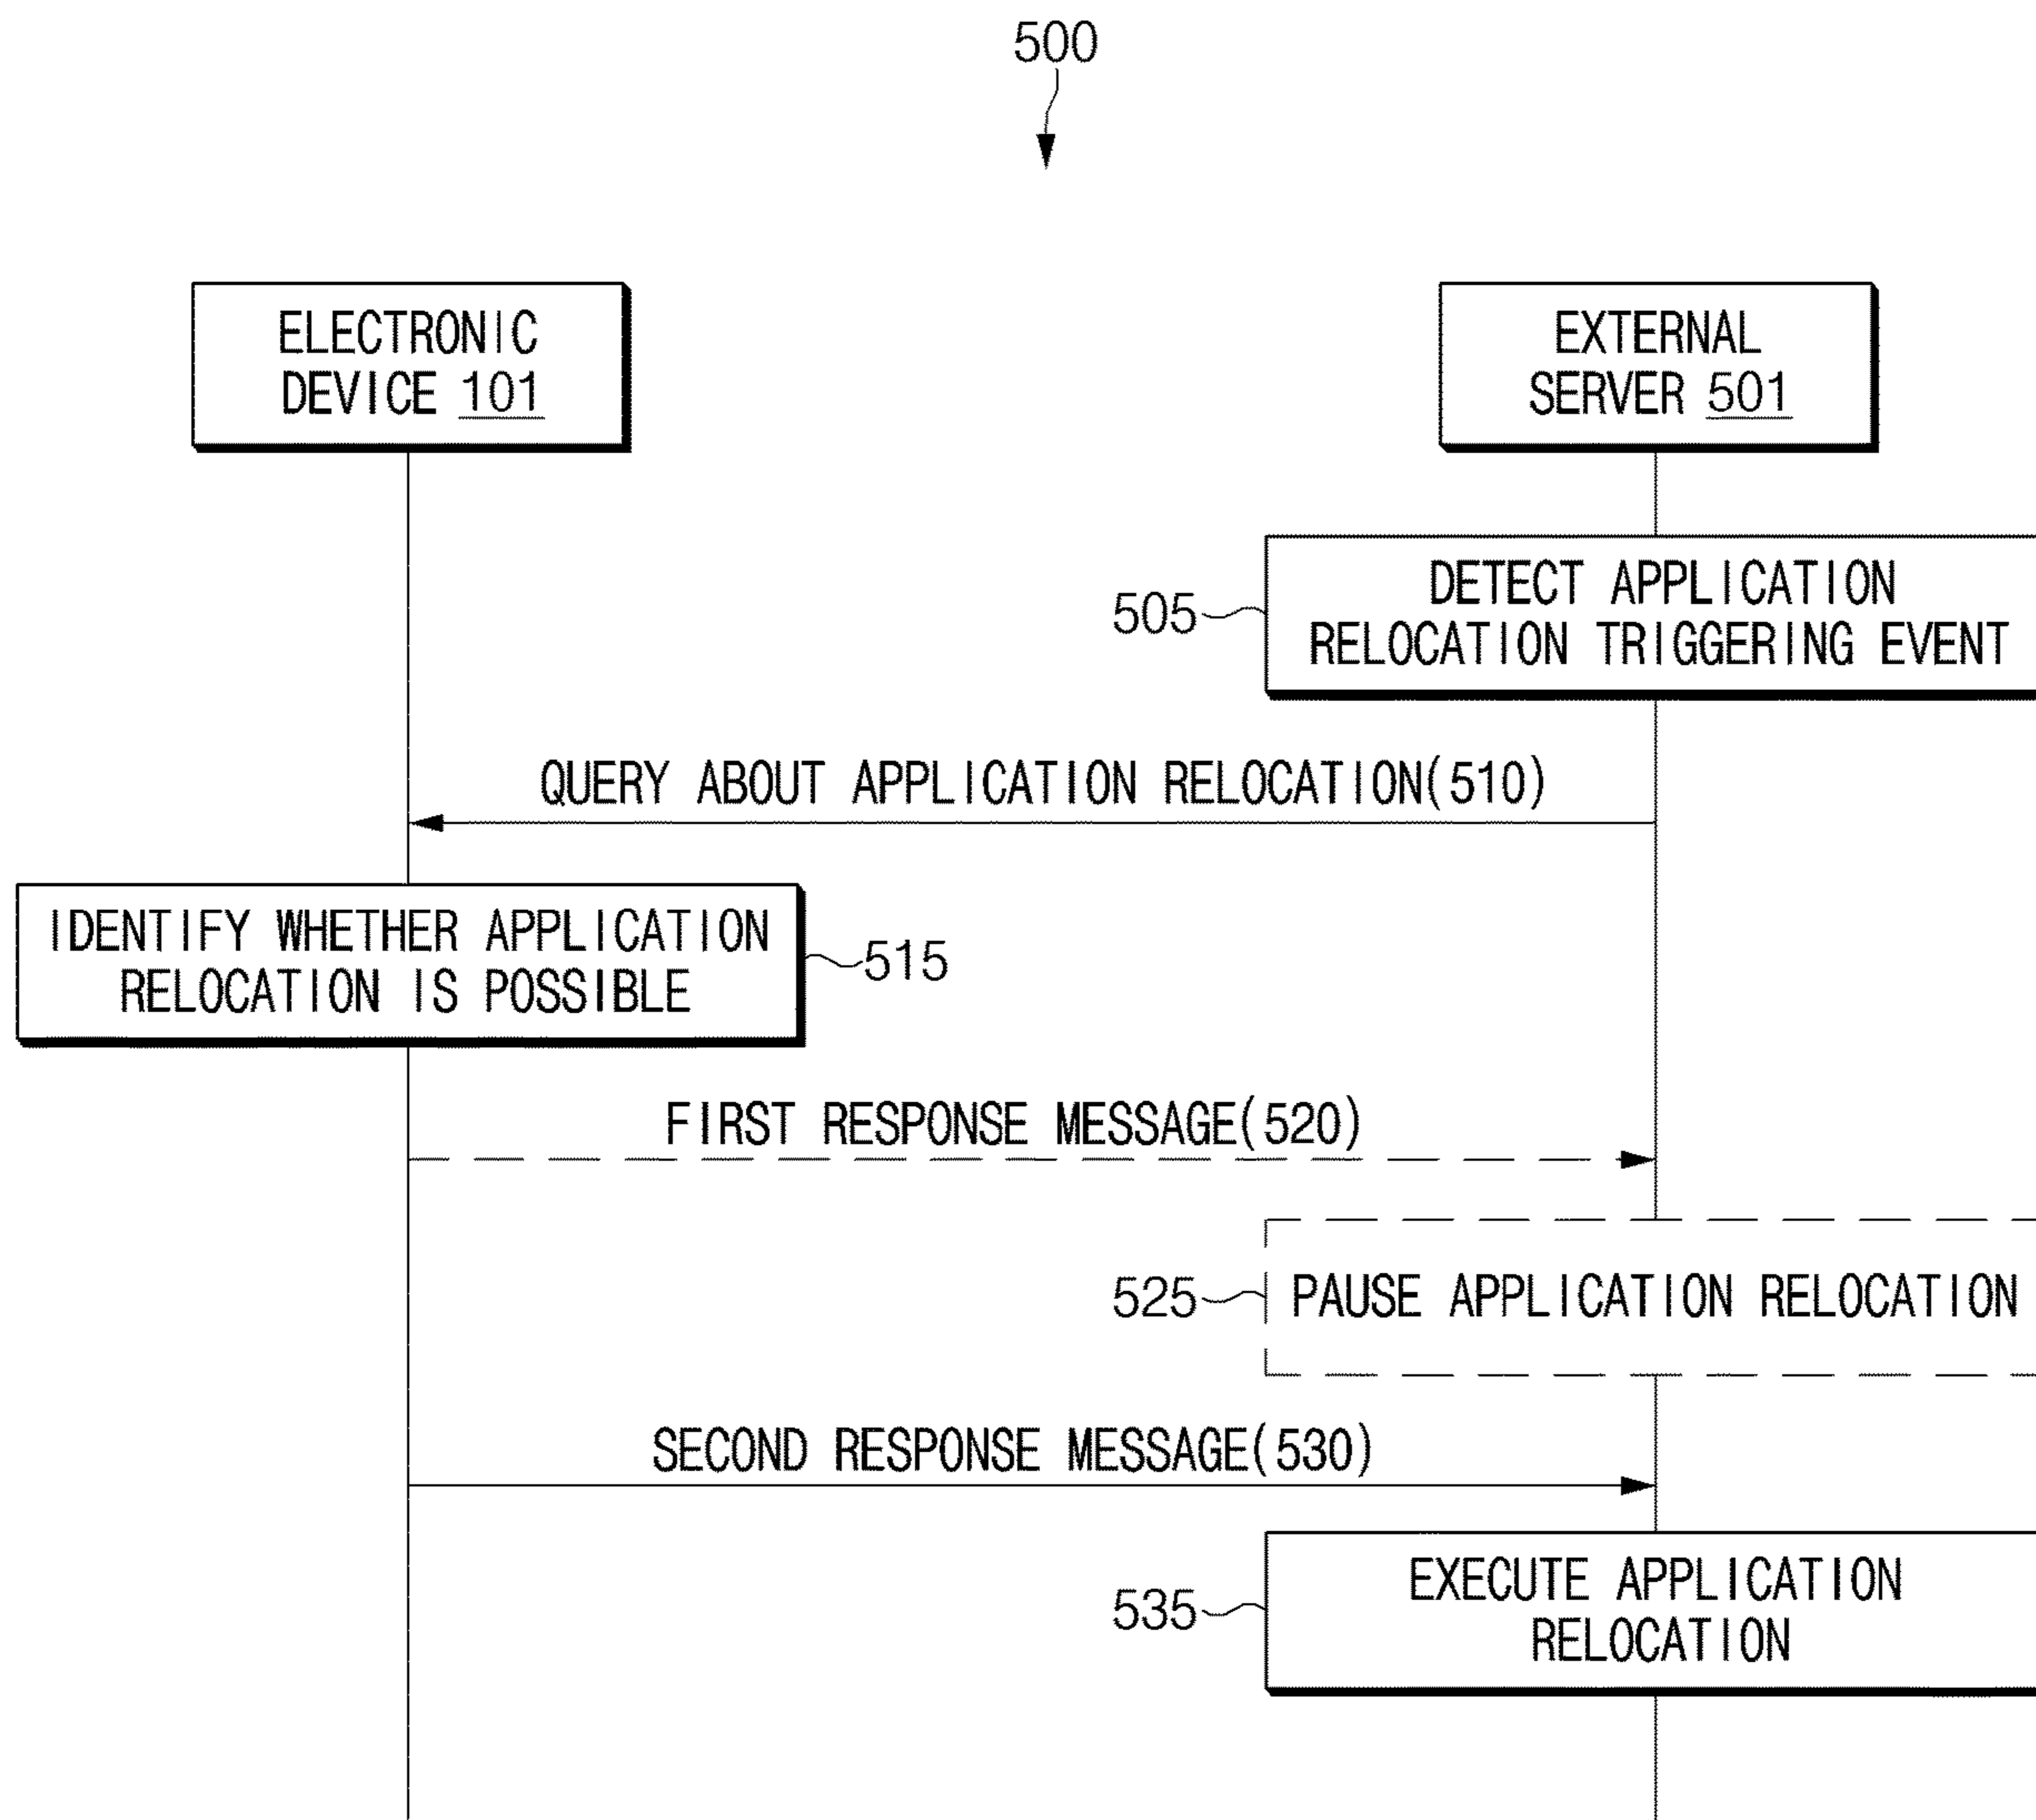 500
ELECTRONIC
DEVICE 101
EXTERNAL
SERVER 501
505
DETECT APPLICATION
RELOCATION TRIGGERING EVENT
QUERY ABOUT APPLICATION RELOCATION(510)
IDENTIFY WHETHER APPLICATION
RELOCATION IS POSSIBLE
515
FIRST RESPONSE MESSAGE(520)
525
PAUSE APPLICATION RELOCATION
SECOND RESPONSE MESSAGE(530)
535
EXECUTE APPLICATION
RELOCATION